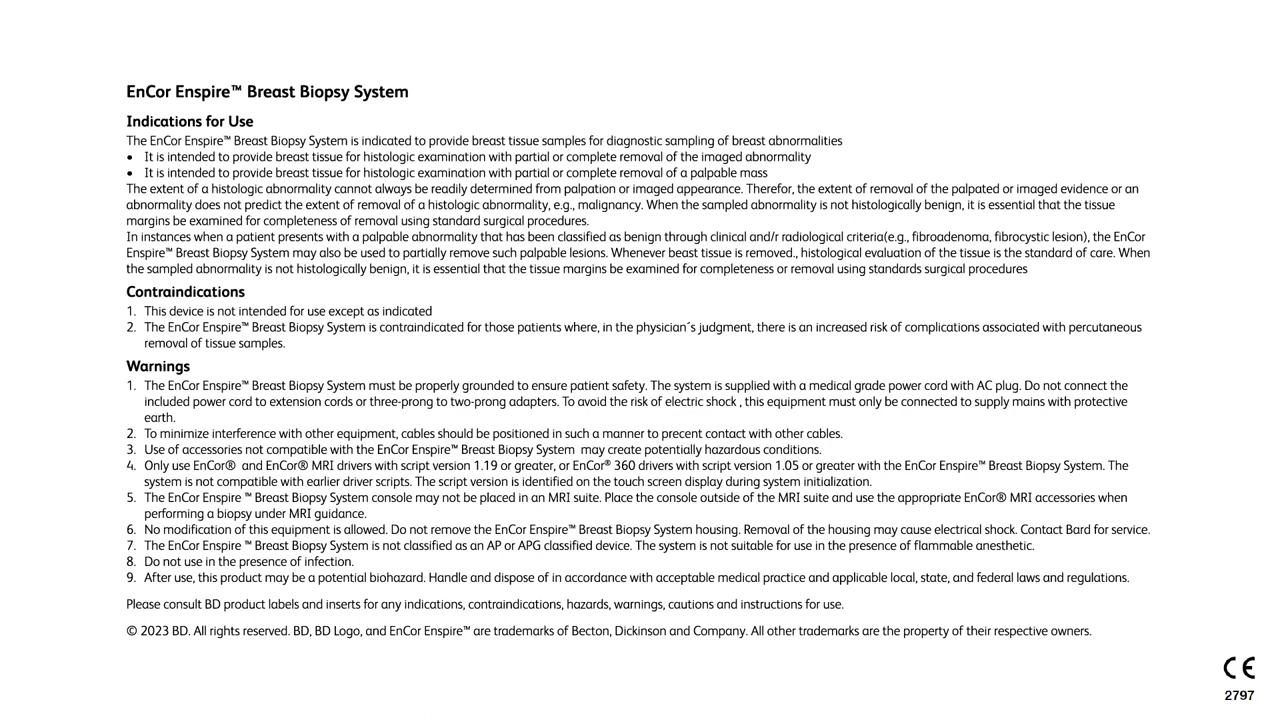 EnCor Enspire™ Breast Biopsy System
Indications for Use
The EnCor Enspire™ Breast Biopsy System is indicated to provide breast tissue samples for diagnostic sampling of breast abnormalities
• It is intended to provide breast tissue for histologic examination with partial or complete removal of the imaged abnormality
• It is intended to provide breast tissue for histologic examination with partial or complete removal of a palpable mass
The extent of a histologic abnormality cannot always be readily determined from palpation or imaged appearance. Therefor, the extent of removal of the palpated or imaged evidence or an
abnormality does not predict the extent of removal of a histologic abnormality, e.g., malignancy. When the sampled abnormality is not histologically benign, it is essential that the tissue
margins be examined for completeness of removal using standard surgical procedures.
In instances when a patient presents with a palpable abnormality that has been classified as benign through clinical and/r radiological criteria(e.g., fibroadenoma, fibrocystic lesion), the EnCor
Enspire™ Breast Biopsy System may also be used to partially remove such palpable lesions. Whenever beast tissue is removed., histological evaluation of the tissue is the standard of care. When
the sampled abnormality is not histologically benign, it is essential that the tissue margins be examined for completeness or removal using standards surgical procedures
Contraindications
1. This device is not intended for use except as indicated
2. The EnCor Enspire™ Breast Biopsy System is contraindicated for those patients where, in the physician´s judgment, there is an increased risk of complications associated with percutaneous
removal of tissue samples.
Warnings
1. The EnCor Enspire™ Breast Biopsy System must be properly grounded to ensure patient safety. The system is supplied with a medical grade power cord with AC plug. Do not connect the
included power cord to extension cords or three-prong to two-prong adapters. To avoid the risk of electric shock , this equipment must only be connected to supply mains with protective
earth.
2. To minimize interference with other equipment, cables should be positioned in such a manner to precent contact with other cables.
3. Use of accessories not compatible with the EnCor Enspire™ Breast Biopsy System may create potentially hazardous conditions.
4. Only use EnCor® and EnCor® MRI drivers with script version 1.19 or greater, or EnCor® 360 drivers with script version 1.05 or greater with the EnCor Enspire™ Breast Biopsy System. The
system is not compatible with earlier driver scripts. The script version is identified on the touch screen display during system initialization.
5. The EnCor Enspire ™ Breast Biopsy System console may not be placed in an MRI suite. Place the console outside of the MRI suite and use the appropriate EnCor® MRI accessories when
performing a biopsy under MRI guidance.
6. No modification of this equipment is allowed. Do not remove the EnCor Enspire™ Breast Biopsy System housing. Removal of the housing may cause electrical shock. Contact Bard for service.
7. The EnCor Enspire ™ Breast Biopsy System is not classified as an AP or APG classified device. The system is not suitable for use in the presence of flammable anesthetic.
8. Do not use in the presence of infection.
9. After use, this product may be a potential biohazard. Handle and dispose of in accordance with acceptable medical practice and applicable local, state, and federal laws and regulations.
Please consult BD product labels and inserts for any indications, contraindications, hazards, warnings, cautions and instructions for use.
© 2023 BD. All rights reserved. BD, BD Logo, and EnCor Enspire™ are trademarks of Becton, Dickinson and Company. All other trademarks are the property of their respective owners.
CE
2797